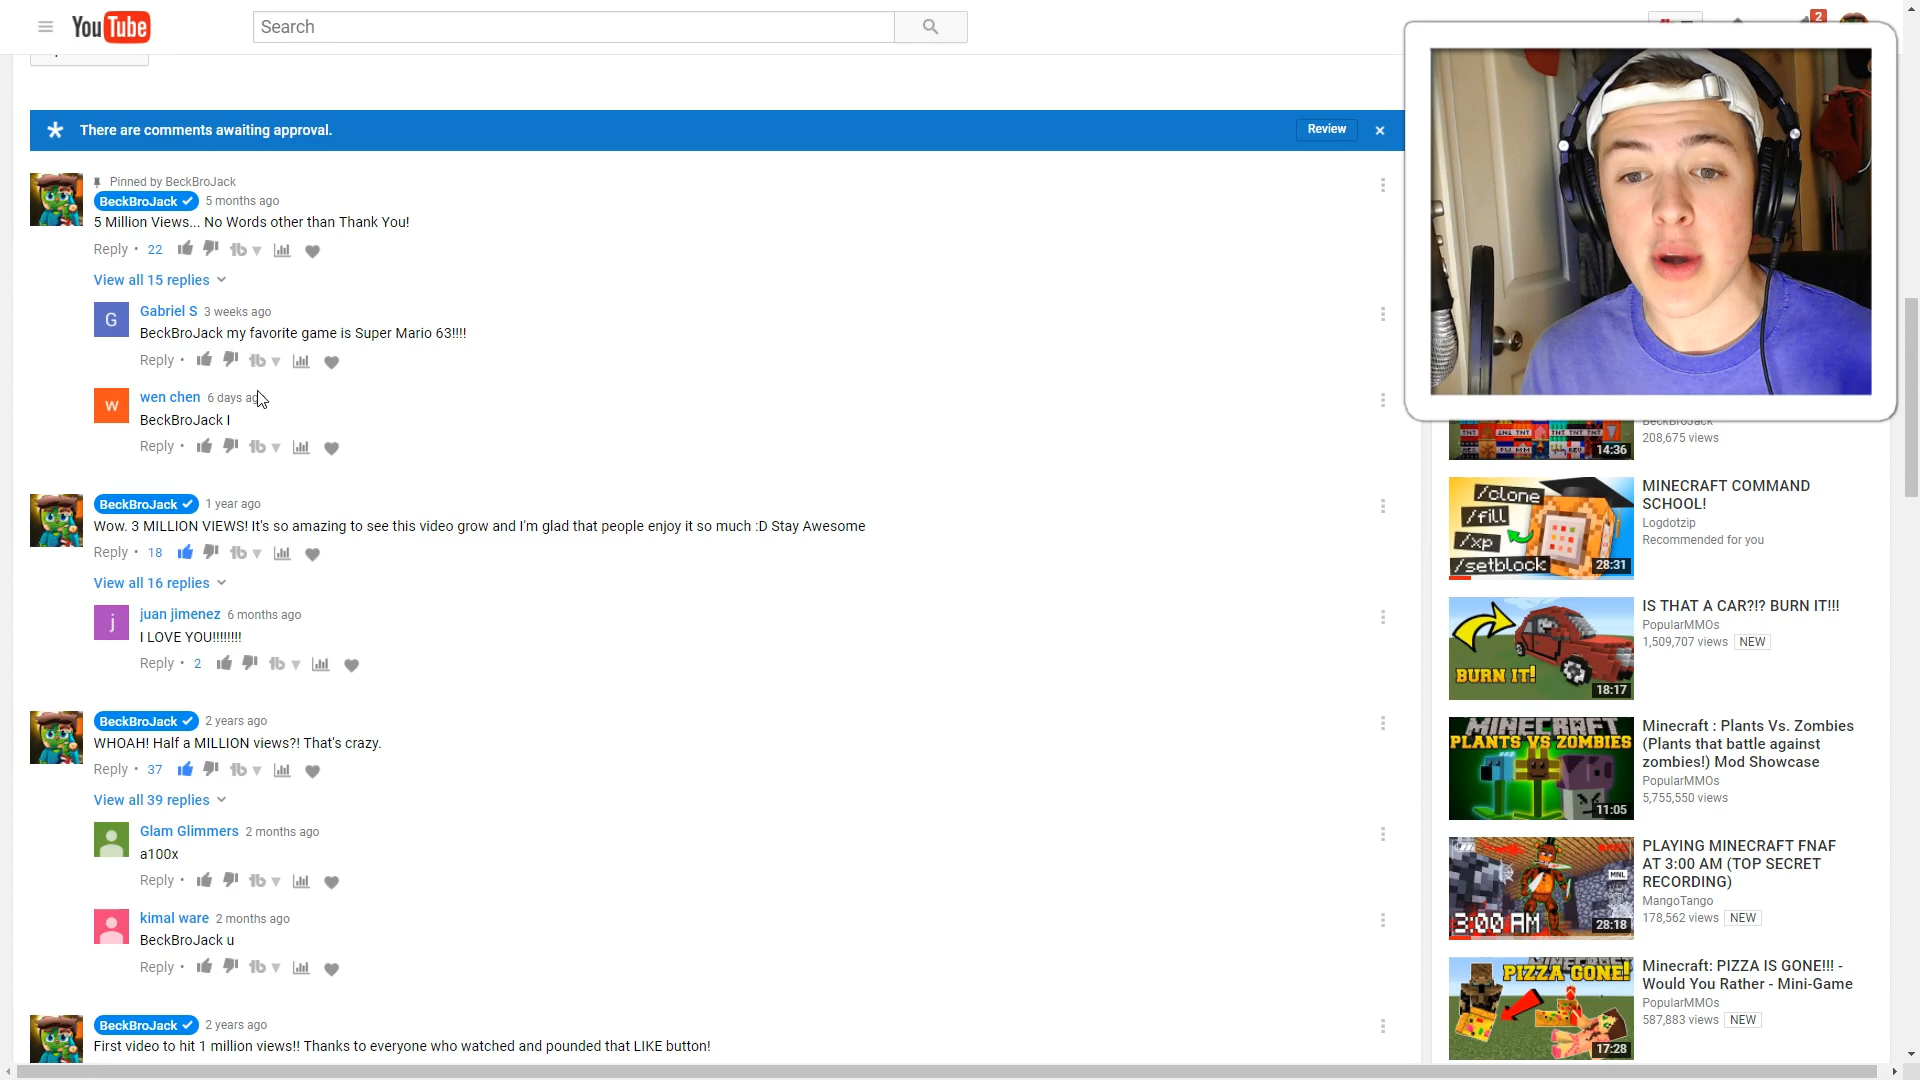 YouTube
Search
2
There are comments awaiting approval.
Review
Pinned by BeckBroJack
BeckBroJack
5 months ago
5 Million Views... No Words other than Thank You!
Reply • 22
View all 15 replies
G
Gabriel S 3 weeks ago
BeckBroJack my favorite game is Super Mario 63!!!!
Reply •
w
wen chen 6 days
BeckBroJack I
Reply •
BeckBroJack
1 year ago
Wow. 3 MILLION VIEWS! It's so amazing to see this video grow and I'm glad that people enjoy it so much :D Stay Awesome
Reply • 18
View all 16 replies
j
juan jimenez 6 months ago
I LOVE YOU!!!!!!!!
Reply • 2
BeckBroJack
2 years ago
WHOAH! Half a MILLION views?! That's crazy.
Reply • 37
View all 39 replies
Glam Glimmers 2 months ago
a100x
Reply •
kimal ware 2 months ago
BeckBroJack u
Reply •
BeckBroJack
2 years ago
First video to hit 1 million views!! Thanks to everyone who watched and pounded that LIKE button!
14:36
BeckBroJack
208,675 views
/clone
/fill
/xp
/setblock
28:31
MINECRAFT COMMAND
SCHOOL!
Logdotzip
Recommended for you
BURN IT!
18:17
IS THAT A CAR?!? BURN IT!!!
PopularMMOs
1,509,707 views NEW
MINECRAFT
PLANTS VS ZOMBIES
11:05
Minecraft : Plants Vs. Zombies
(Plants that battle against
zombies!) Mod Showcase
PopularMMOs
5,755,550 views
MNL
3:00 AM
28:18
PLAYING MINECRAFT FNAF
AT 3:00 AM (TOP SECRET
RECORDING)
MangoTango
178,562 views NEW
MINECRAFT
PIZZA GONE!
17:28
Minecraft: PIZZA IS GONE!!! -
Would You Rather - Mini-Game
PopularMMOs
587,883 views NEW